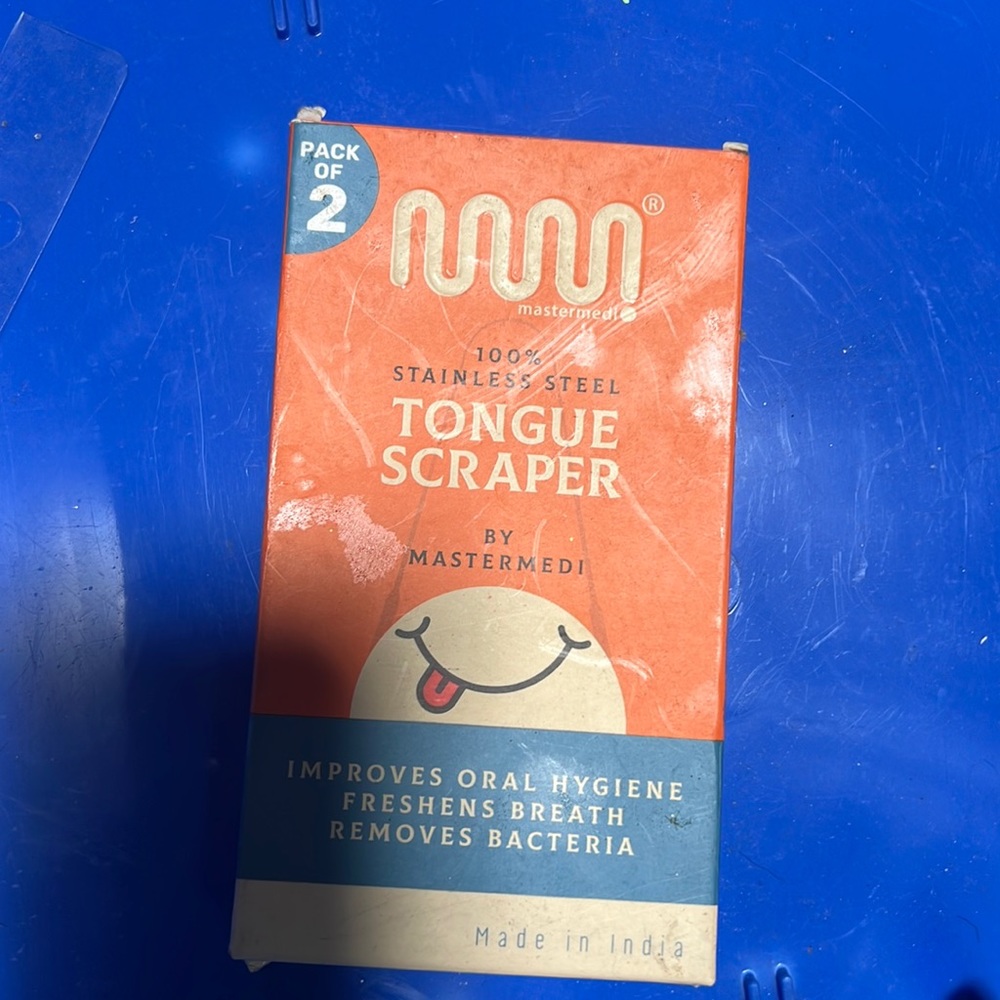 PACK
OF
2
®
mastermedi
100%
STAINLESS STEEL
TONGUE
SCRAPER
BY
MASTERMEDI
IMPROVES ORAL HYGIENE
FRESHENS BREATH
REMOVES BACTERIA
Made in India